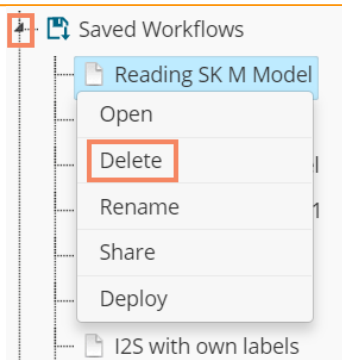 Saved Workflows
Reading SK M Model
Open
Delete
Rename
Share
Deploy
I2S with own labels